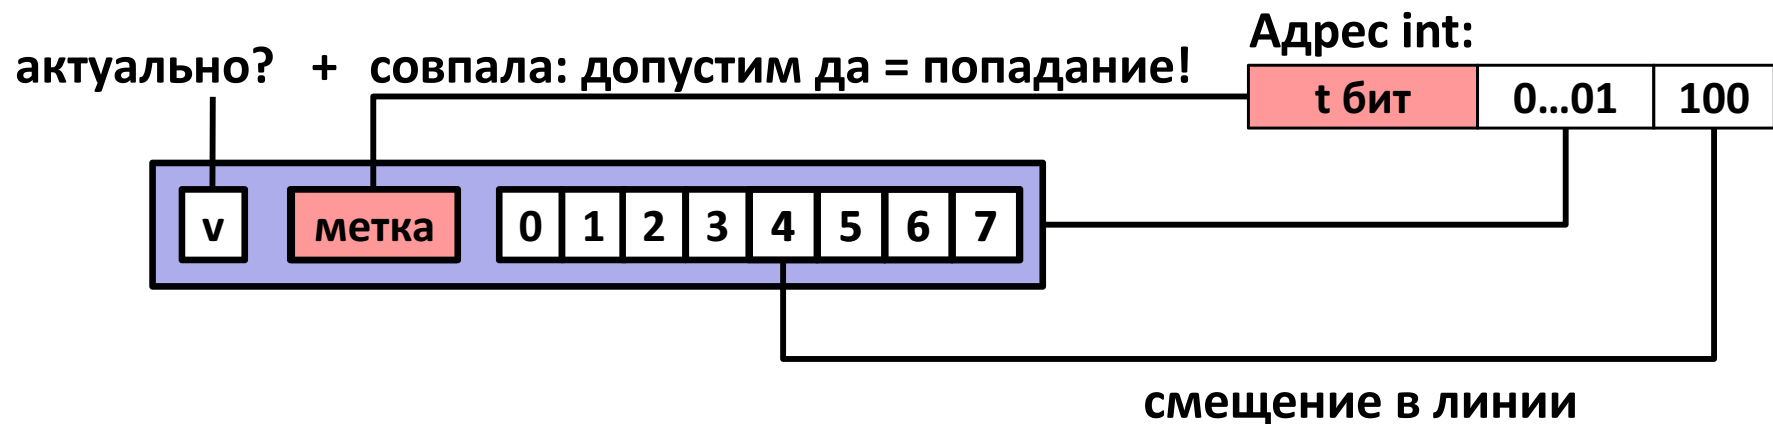 Адрес int:
актуально? + совпала: допустим да = попадание!
t бит 0...01 100
v метка 0 1 2 3 4 5 6 7
смещение в линии